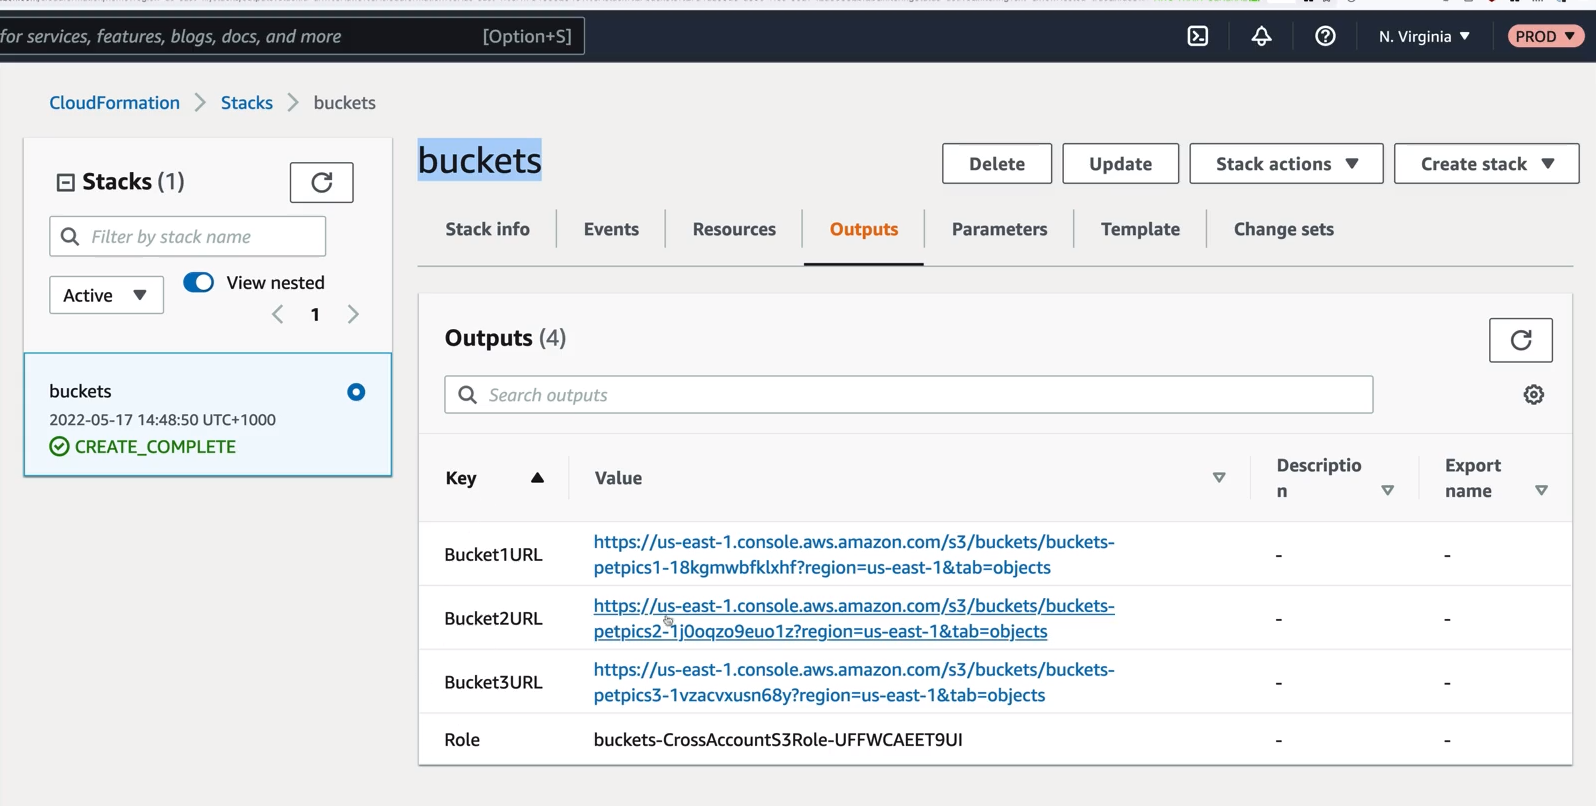 for services, features, blogs, docs, and more [Option+S] N. Virginia ▼ PROD ▼
CloudFormation > Stacks > buckets
Stacks (1)
Filter by stack name
Active ▼ View nested
< 1 >
buckets
2022-05-17 14:48:50 UTC+1000
CREATE_COMPLETE
buckets
Delete Update Stack actions ▼ Create stack ▼
Stack info Events Resources Outputs Parameters Template Change sets
Outputs (4)
Search outputs
Key Value Descriptio
n Export
name
Bucket1URL https://us-east-1.console.aws.amazon.com/s3/buckets/buckets-
petpics1-18kgmwbfklxhf?region=us-east-1&tab=objects - -
Bucket2URL https://us-east-1.console.aws.amazon.com/s3/buckets/buckets-
petpics2-1j0oqzo9euo1z?region=us-east-1&tab=objects - -
Bucket3URL https://us-east-1.console.aws.amazon.com/s3/buckets/buckets-
petpics3-1vzacvxusn68y?region=us-east-1&tab=objects - -
Role buckets-CrossAccountS3Role-UFFWCAEET9UI - -